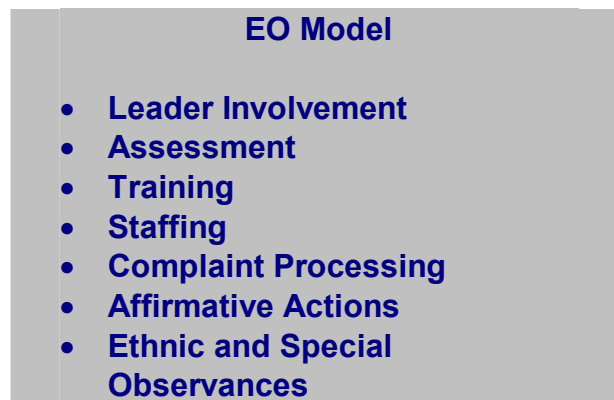 EO Model
• Leader Involvement
• Assessment
• Training
• Staffing
• Complaint Processing
• Affirmative Actions
• Ethnic and Special
Observances